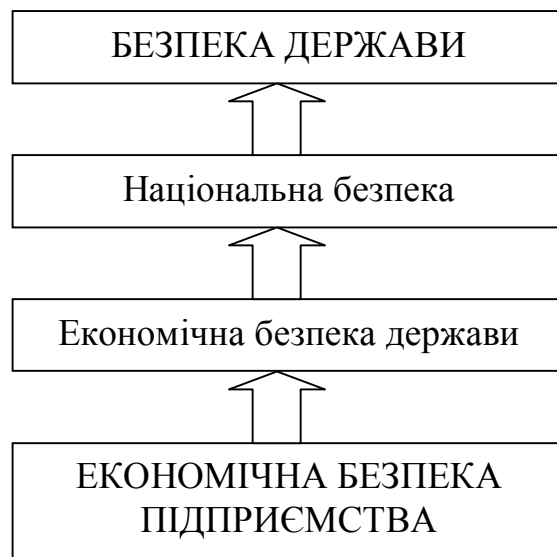 БЕЗПЕКА ДЕРЖАВИ
Національна безпека
Економічна безпека держави
ЕКОНОМІЧНА БЕЗПЕКА
ПІДПРИЄМСТВА